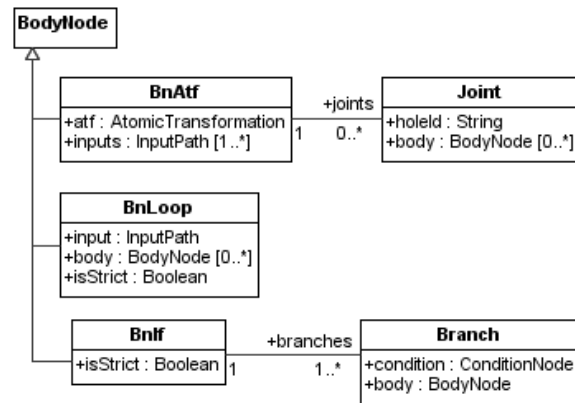 BodyNode
BnAtf
+atf : AtomicTransformation
+inputs : InputPath [1..*]
+joints
1
0..*
Joint
+holeId : String
+body : BodyNode [0..*]
BnLoop
+input : InputPath
+body : BodyNode [0..*]
+isStrict : Boolean
BnIf
+isStrict : Boolean
+branches
1
1..*
Branch
+condition : ConditionNode
+body : BodyNode